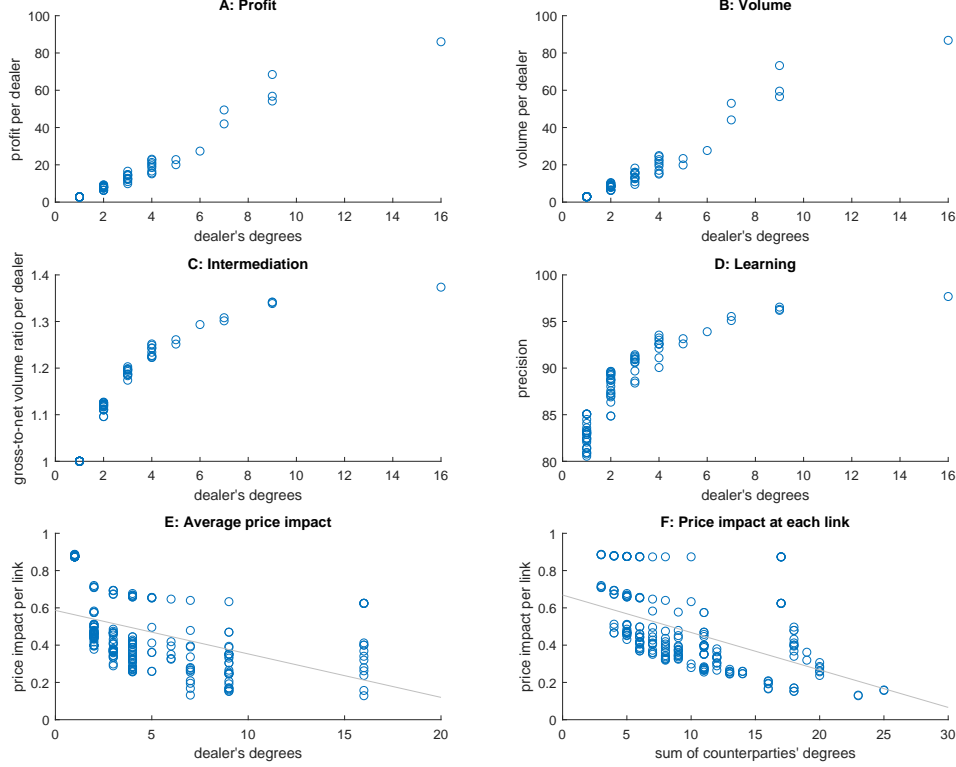 A: Profit
100
80
60
40
20
0
profit per dealer
0 2 4 6 8 10 12 14 16
dealer's degrees
B: Volume
100
80
60
40
20
0
volume per dealer
0 2 4 6 8 10 12 14 16
dealer's degrees
C: Intermediation
1.4
1.3
1.2
1.1
1
gross-to-net volume ratio per dealer
0 2 4 6 8 10 12 14 16
dealer's degrees
D: Learning
100
95
90
85
80
precision
0 2 4 6 8 10 12 14 16
dealer's degrees
E: Average price impact
1
0.8
0.6
0.4
0.2
0
price impact per link
0 5 10 15 20
dealer's degrees
F: Price impact at each link
1
0.8
0.6
0.4
0.2
0
price impact per link
0 5 10 15 20 25 30
sum of counterparties' degrees